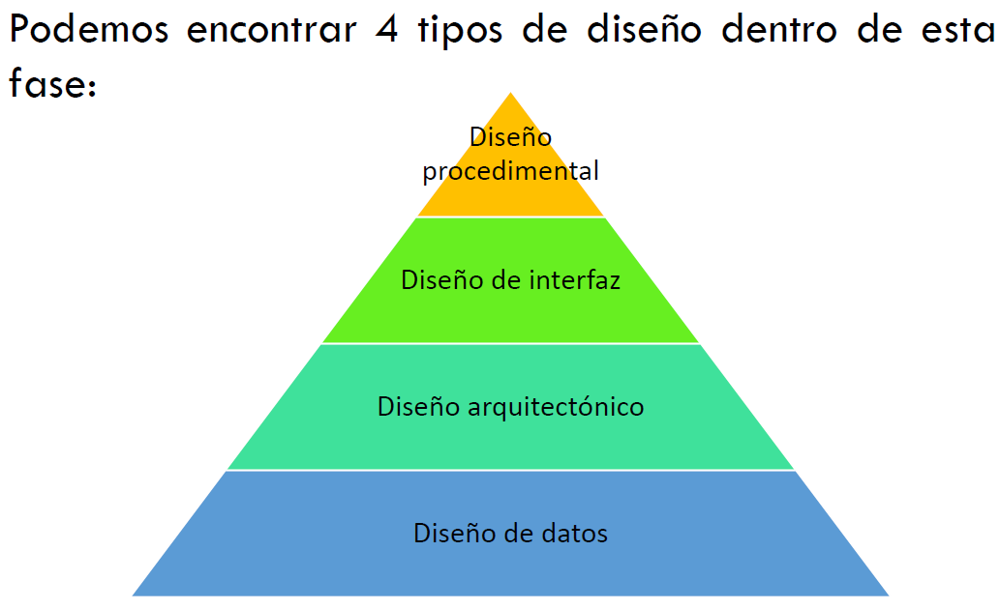 Podemos encontrar 4 tipos de diseño dentro de esta
fase:
Diseño
procedimental
Diseño de interfaz
Diseño arquitectónico
Diseño de datos